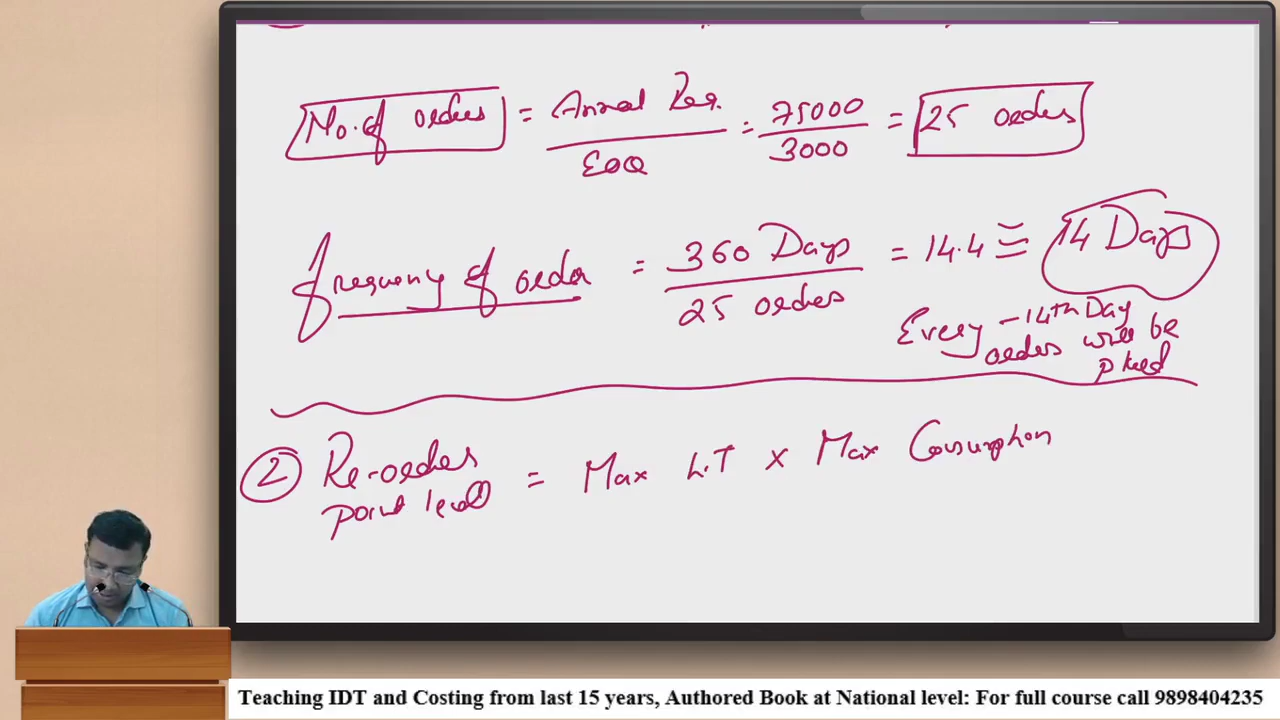 No. of orders = Annual Req. / EOQ = 75000 / 3000 = 25 orders
frequency of order = 360 Days / 25 orders = 14.4 ≅ 14 Days
Every 14th Day
orders will be
placed
② Re-order = Max L.T x Max Consumption
point level
Teaching IDT and Costing from last 15 years, Authored Book at National level: For full course call 9898404235